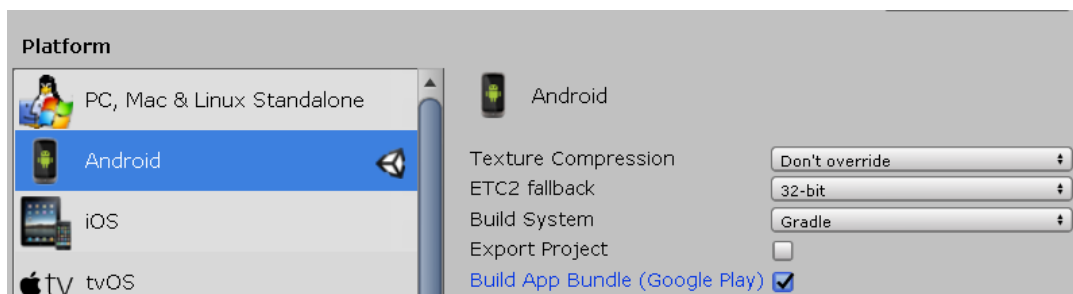 Platform
PC, Mac & Linux Standalone
Android
iOS
tv tvOS
Android
Texture Compression Don't override
ETC2 fallback 32-bit
Build System Gradle
Export Project
Build App Bundle (Google Play)